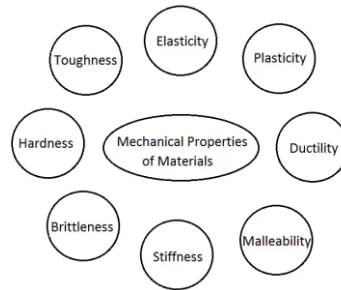 Elasticity
Toughness
Plasticity
Hardness
Mechanical Properties
of Materials
Ductility
Brittleness
Malleability
Stiffness